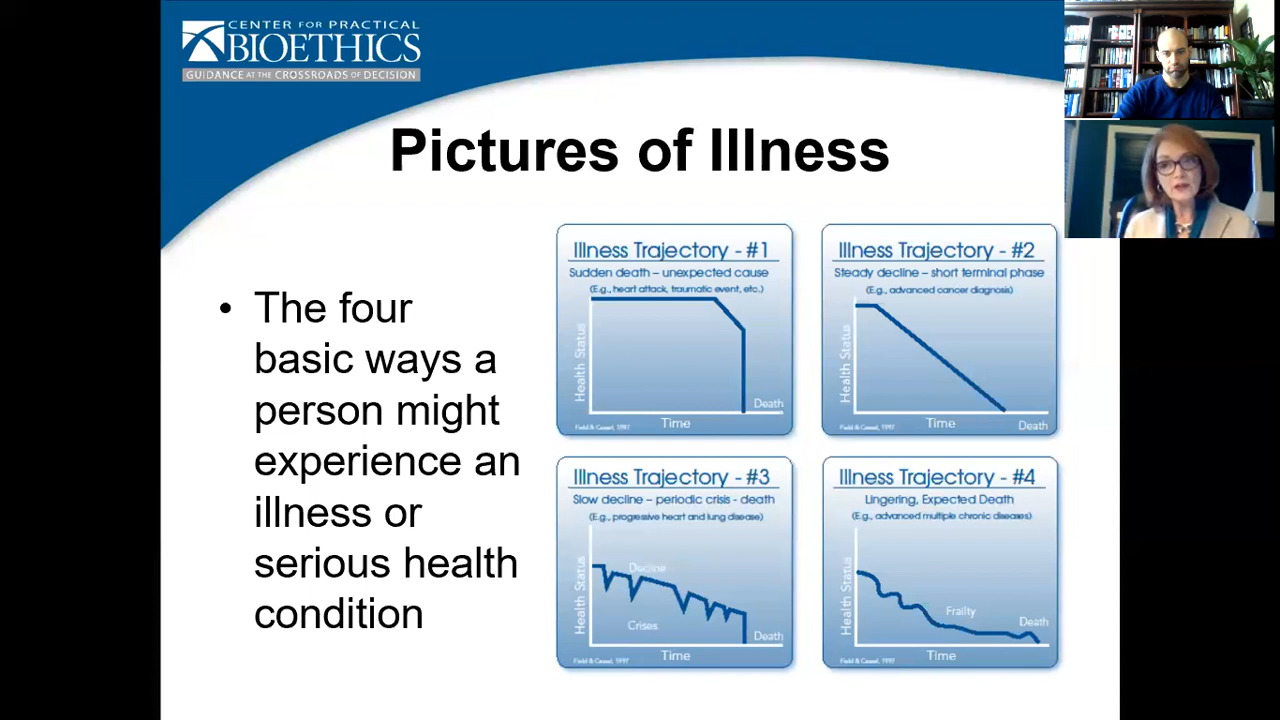 CENTER FOR PRACTICAL
BIOETHICS
GUIDANCE AT THE CROSSROADS OF DECISION
Pictures of Illness
• The four
basic ways a
person might
experience an
illness or
serious health
condition
Illness Trajectory - #1
Sudden death – unexpected cause
(E.g., heart attack, traumatic event, etc.)
Health Status
Death
Time
Field & Cassel, 1997
Illness Trajectory - #2
Steady decline – short terminal phase
(E.g., advanced cancer diagnosis)
Health Status
Time
Death
Field & Cassel, 1997
Illness Trajectory - #3
Slow decline – periodic crisis - death
(E.g., progressive heart and lung disease)
Health Status
Decline
Crises
Death
Time
Field & Cassel, 1997
Illness Trajectory - #4
Lingering, Expected Death
(E.g., advanced multiple chronic diseases)
Health Status
Frailty
Death
Time
Field & Cassel, 1997